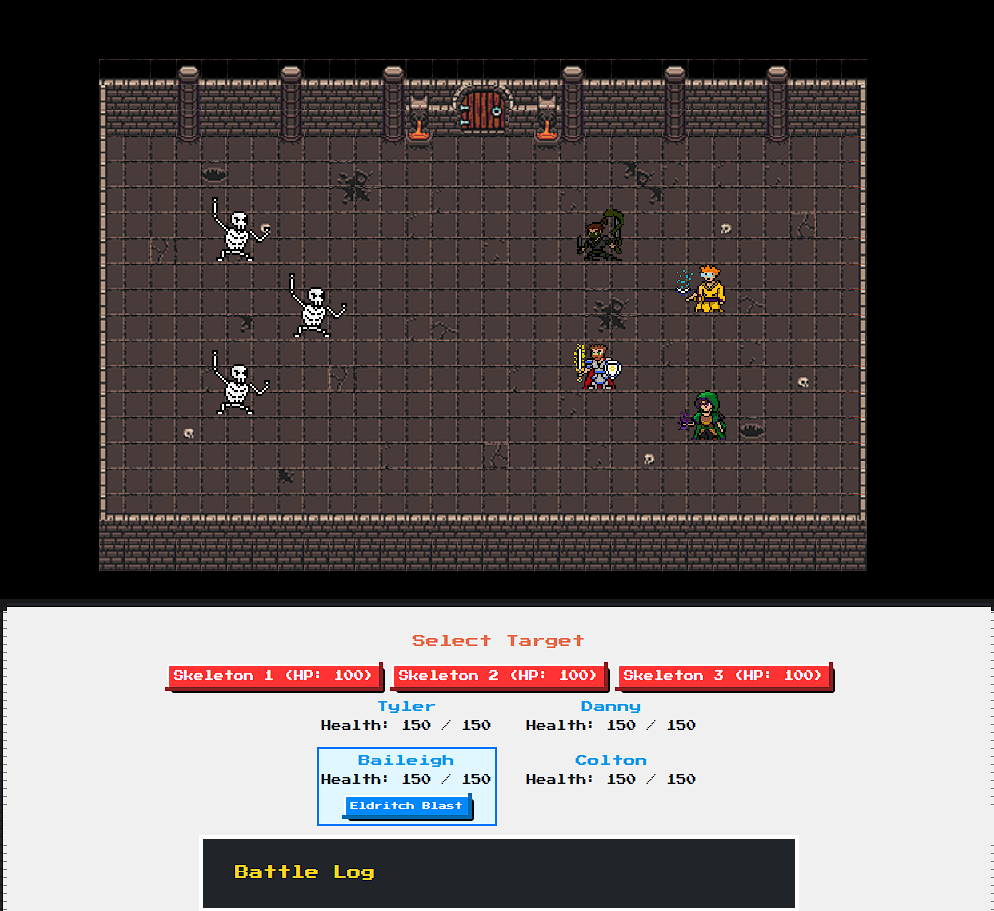 Select Target
Skeleton 1 (HP: 100) Skeleton 2 (HP: 100) Skeleton 3 (HP: 100)
Tyler
Health: 150 / 150
Danny
Health: 150 / 150
Baileigh
Health: 150 / 150
Eldritch Blast
Colton
Health: 150 / 150
Battle Log